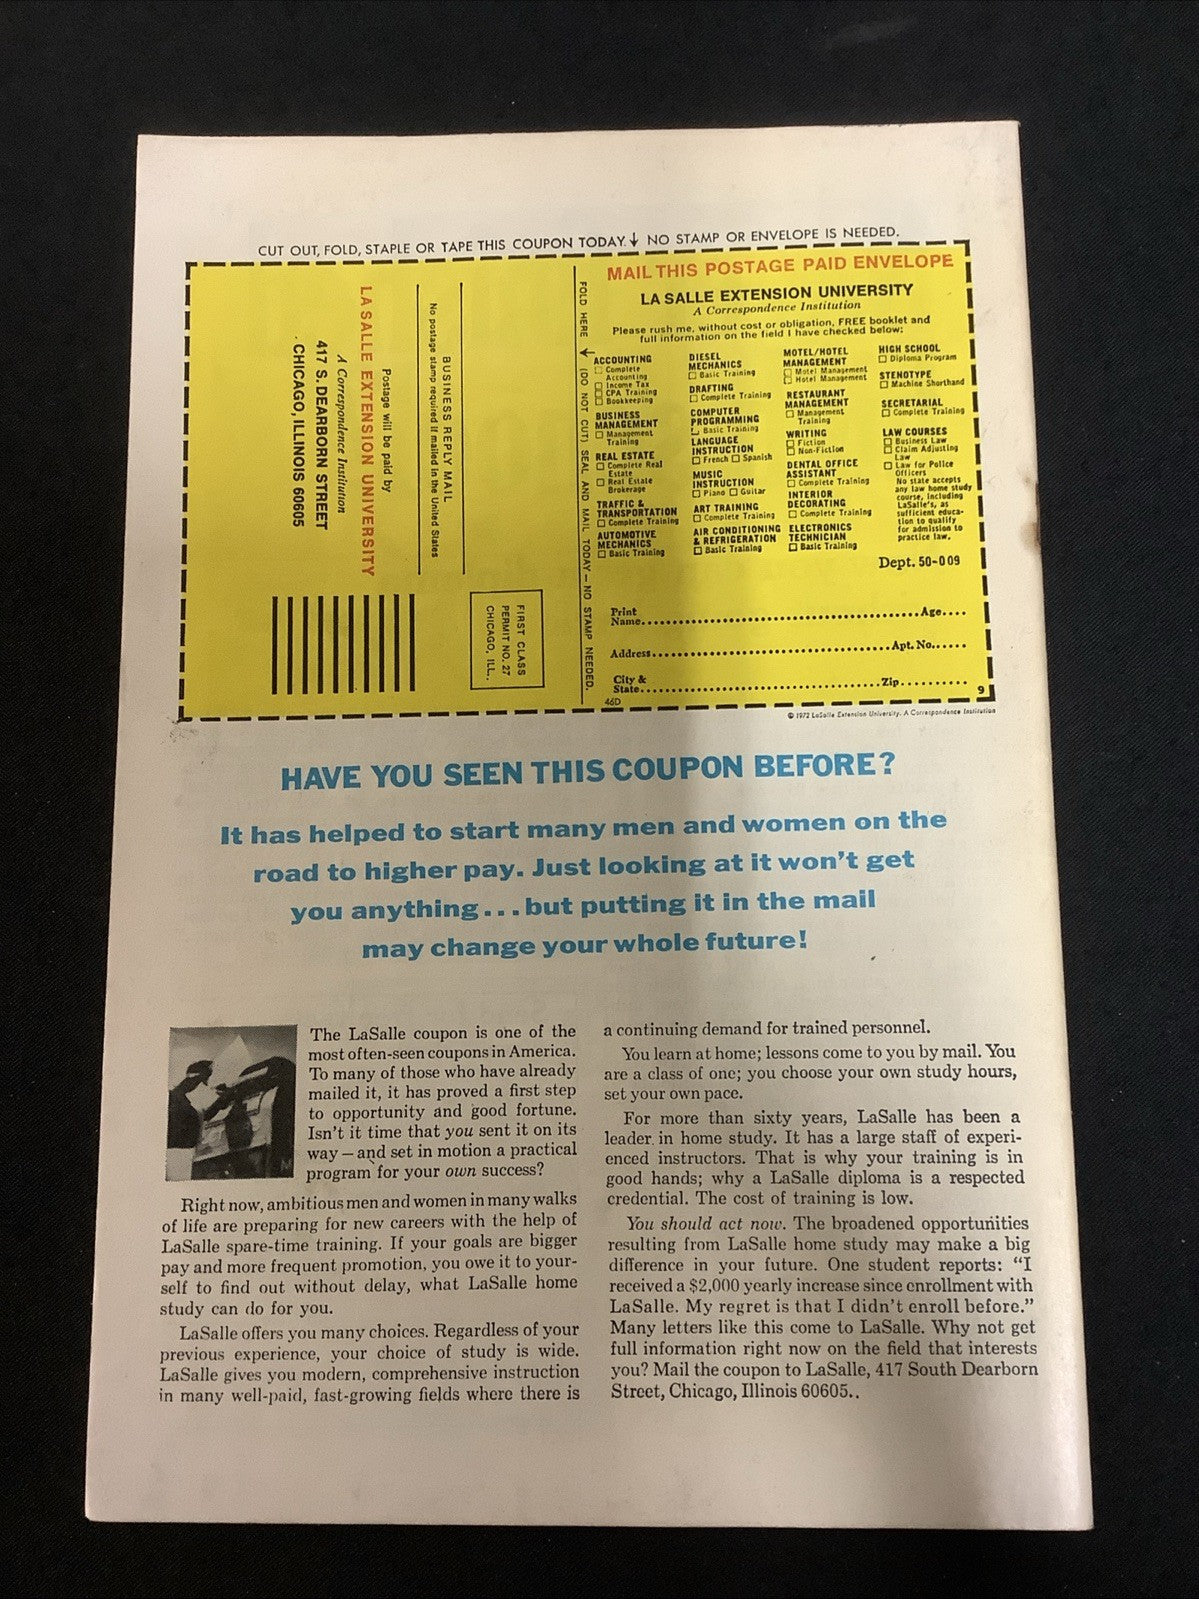 CUT OUT, FOLD, STAPLE OR TAPE THIS COUPON TODAY. NO STAMP OR ENVELOPE IS NEEDED.
LA SALLE EXTENSION UNIVERSITY
A Correspondence Institution
417 S. DEARBORN STREET
CHICAGO, ILLINOIS 60605
Postage will be paid by
No postage stamp required if mailed in the United States
BUSINESS REPLY MAIL
FIRST CLASS
PERMIT NO. 27
CHICAGO, ILL.
FOLD HERE (DO NOT CUT) SEAL AND MAIL TODAY — NO STAMP NEEDED.
MAIL THIS POSTAGE PAID ENVELOPE
LA SALLE EXTENSION UNIVERSITY
A Correspondence Institution
Please rush me, without cost or obligation, FREE booklet and
full information on the field I have checked below:
ACCOUNTING
Complete
Accounting
Income Tax
CPA Training
Bookkeeping
BUSINESS
MANAGEMENT
Management
Training
REAL ESTATE
Complete Real
Estate
Real Estate
Brokerage
TRAFFIC &
TRANSPORTATION
Complete Training
AUTOMOTIVE
MECHANICS
Basic Training
DIESEL
MECHANICS
Basic Training
DRAFTING
Complete Training
COMPUTER
PROGRAMMING
Basic Training
LANGUAGE
INSTRUCTION
French Spanish
MUSIC
INSTRUCTION
Piano Guitar
ART TRAINING
Complete Training
AIR CONDITIONING
& REFRIGERATION
Basic Training
MOTEL/HOTEL
MANAGEMENT
Motel Management
Hotel Management
RESTAURANT
MANAGEMENT
Management
Training
WRITING
Fiction
Non-Fiction
DENTAL OFFICE
ASSISTANT
Complete Training
INTERIOR
DECORATING
Complete Training
ELECTRONICS
TECHNICIAN
Basic Training
HIGH SCHOOL
Diploma Program
STENOTYPE
Machine Shorthand
SECRETARIAL
Complete Training
LAW COURSES
Business Law
Claim Adjusting
Law
Law for Police
Officers
No state accepts
any law home study
course, including
LaSalle's, as
sufficient educa-
tion to qualify
for admission to
practice law.
Dept. 50-009
Print
Name Age
Address Apt. No.
City &
State Zip
46D
9
© 1972 LaSalle Extension University. A Correspondence Institution
HAVE YOU SEEN THIS COUPON BEFORE?
It has helped to start many men and women on the
road to higher pay. Just looking at it won't get
you anything...but putting it in the mail
may change your whole future!
The LaSalle coupon is one of the
most often-seen coupons in America.
To many of those who have already
mailed it, it has proved a first step
to opportunity and good fortune.
Isn't it time that you sent it on its
way — and set in motion a practical
program for your own success?
Right now, ambitious men and women in many walks
of life are preparing for new careers with the help of
LaSalle spare-time training. If your goals are bigger
pay and more frequent promotion, you owe it to your-
self to find out without delay, what LaSalle home
study can do for you.
LaSalle offers you many choices. Regardless of your
previous experience, your choice of study is wide.
LaSalle gives you modern, comprehensive instruction
in many well-paid, fast-growing fields where there is
a continuing demand for trained personnel.
You learn at home; lessons come to you by mail. You
are a class of one; you choose your own study hours,
set your own pace.
For more than sixty years, LaSalle has been a
leader in home study. It has a large staff of experi-
enced instructors. That is why your training is in
good hands; why a LaSalle diploma is a respected
credential. The cost of training is low.
You should act now. The broadened opportunities
resulting from LaSalle home study may make a big
difference in your future. One student reports: "I
received a $2,000 yearly increase since enrollment with
LaSalle. My regret is that I didn't enroll before."
Many letters like this come to LaSalle. Why not get
full information right now on the field that interests
you? Mail the coupon to LaSalle, 417 South Dearborn
Street, Chicago, Illinois 60605..